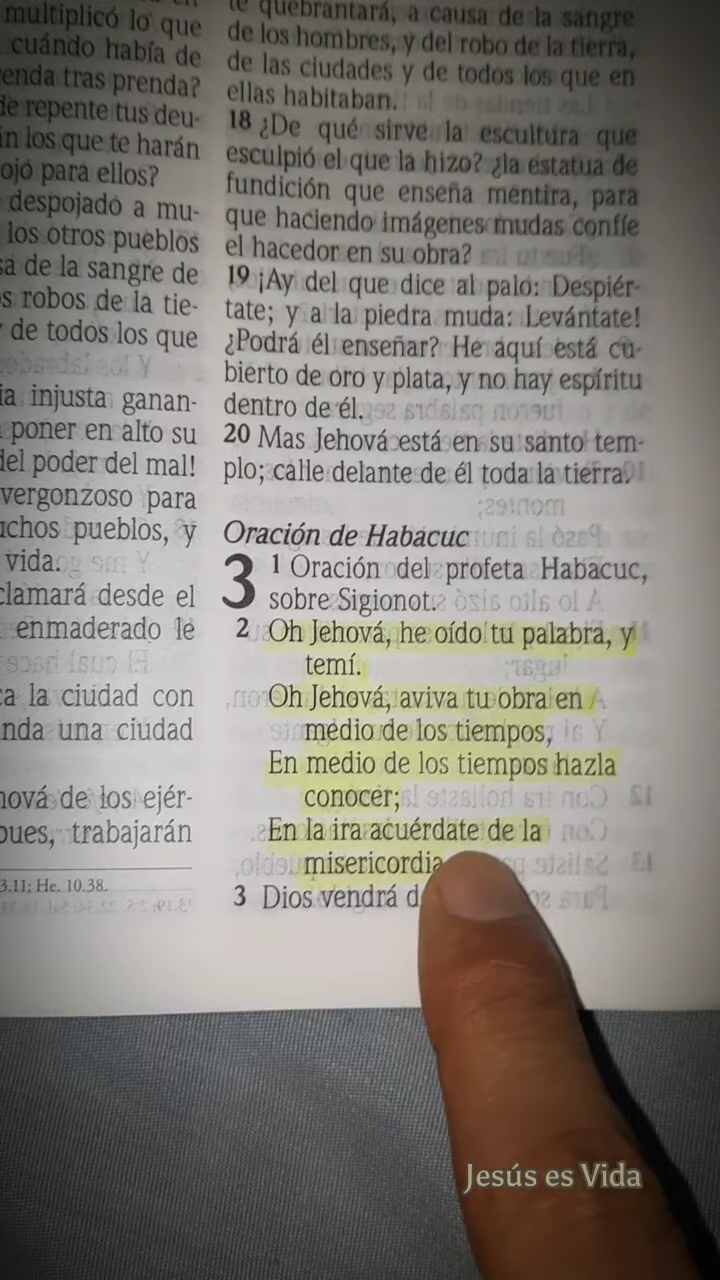 multiplicó lo que
cuándo había de
enda tras prenda?
de repente tus deu-
án los que te harán
ojo para ellos?
despojado a mu-
los otros pueblos
sa de la sangre de
s robos de la tie-
de todos los que
ia injusta ganan-
poner en alto su
del poder del mal!
vergonzoso para
uchos pueblos, y
vida.
clamará desde el
enmaderado le
ca la ciudad con
nda una ciudad
nová de los ejér-
pues, trabajarán
3.11; He. 10.38.
te quebrantará, a causa de la sangre
de los hombres, y del robo de la tierra,
de las ciudades y de todos los que en
ellas habitaban.
18 ¿De qué sirve la escultura que
esculpió el que la hizo? ¿la estatua de
fundición que enseña mentira, para
que haciendo imágenes mudas confíe
el hacedor en su obra?
19 ¡Ay del que dice al palo: Despiér-
tate; y a la piedra muda: Levántate!
¿Podrá él enseñar? He aquí está cu-
bierto de oro y plata, y no hay espíritu
dentro de él.
20 Mas Jehová está en su santo tem-
plo; calle delante de él toda la tierra.
Oración de Habacuc
3 1 Oración del profeta Habacuc,
sobre Sigionot.
2 Oh Jehová, he oído tu palabra, y
temí.
Oh Jehová, aviva tu obra en
medio de los tiempos,
En medio de los tiempos hazla
conocer;
En la ira acuérdate de la
misericordia
3 Dios vendrá d
Jesús es Vida